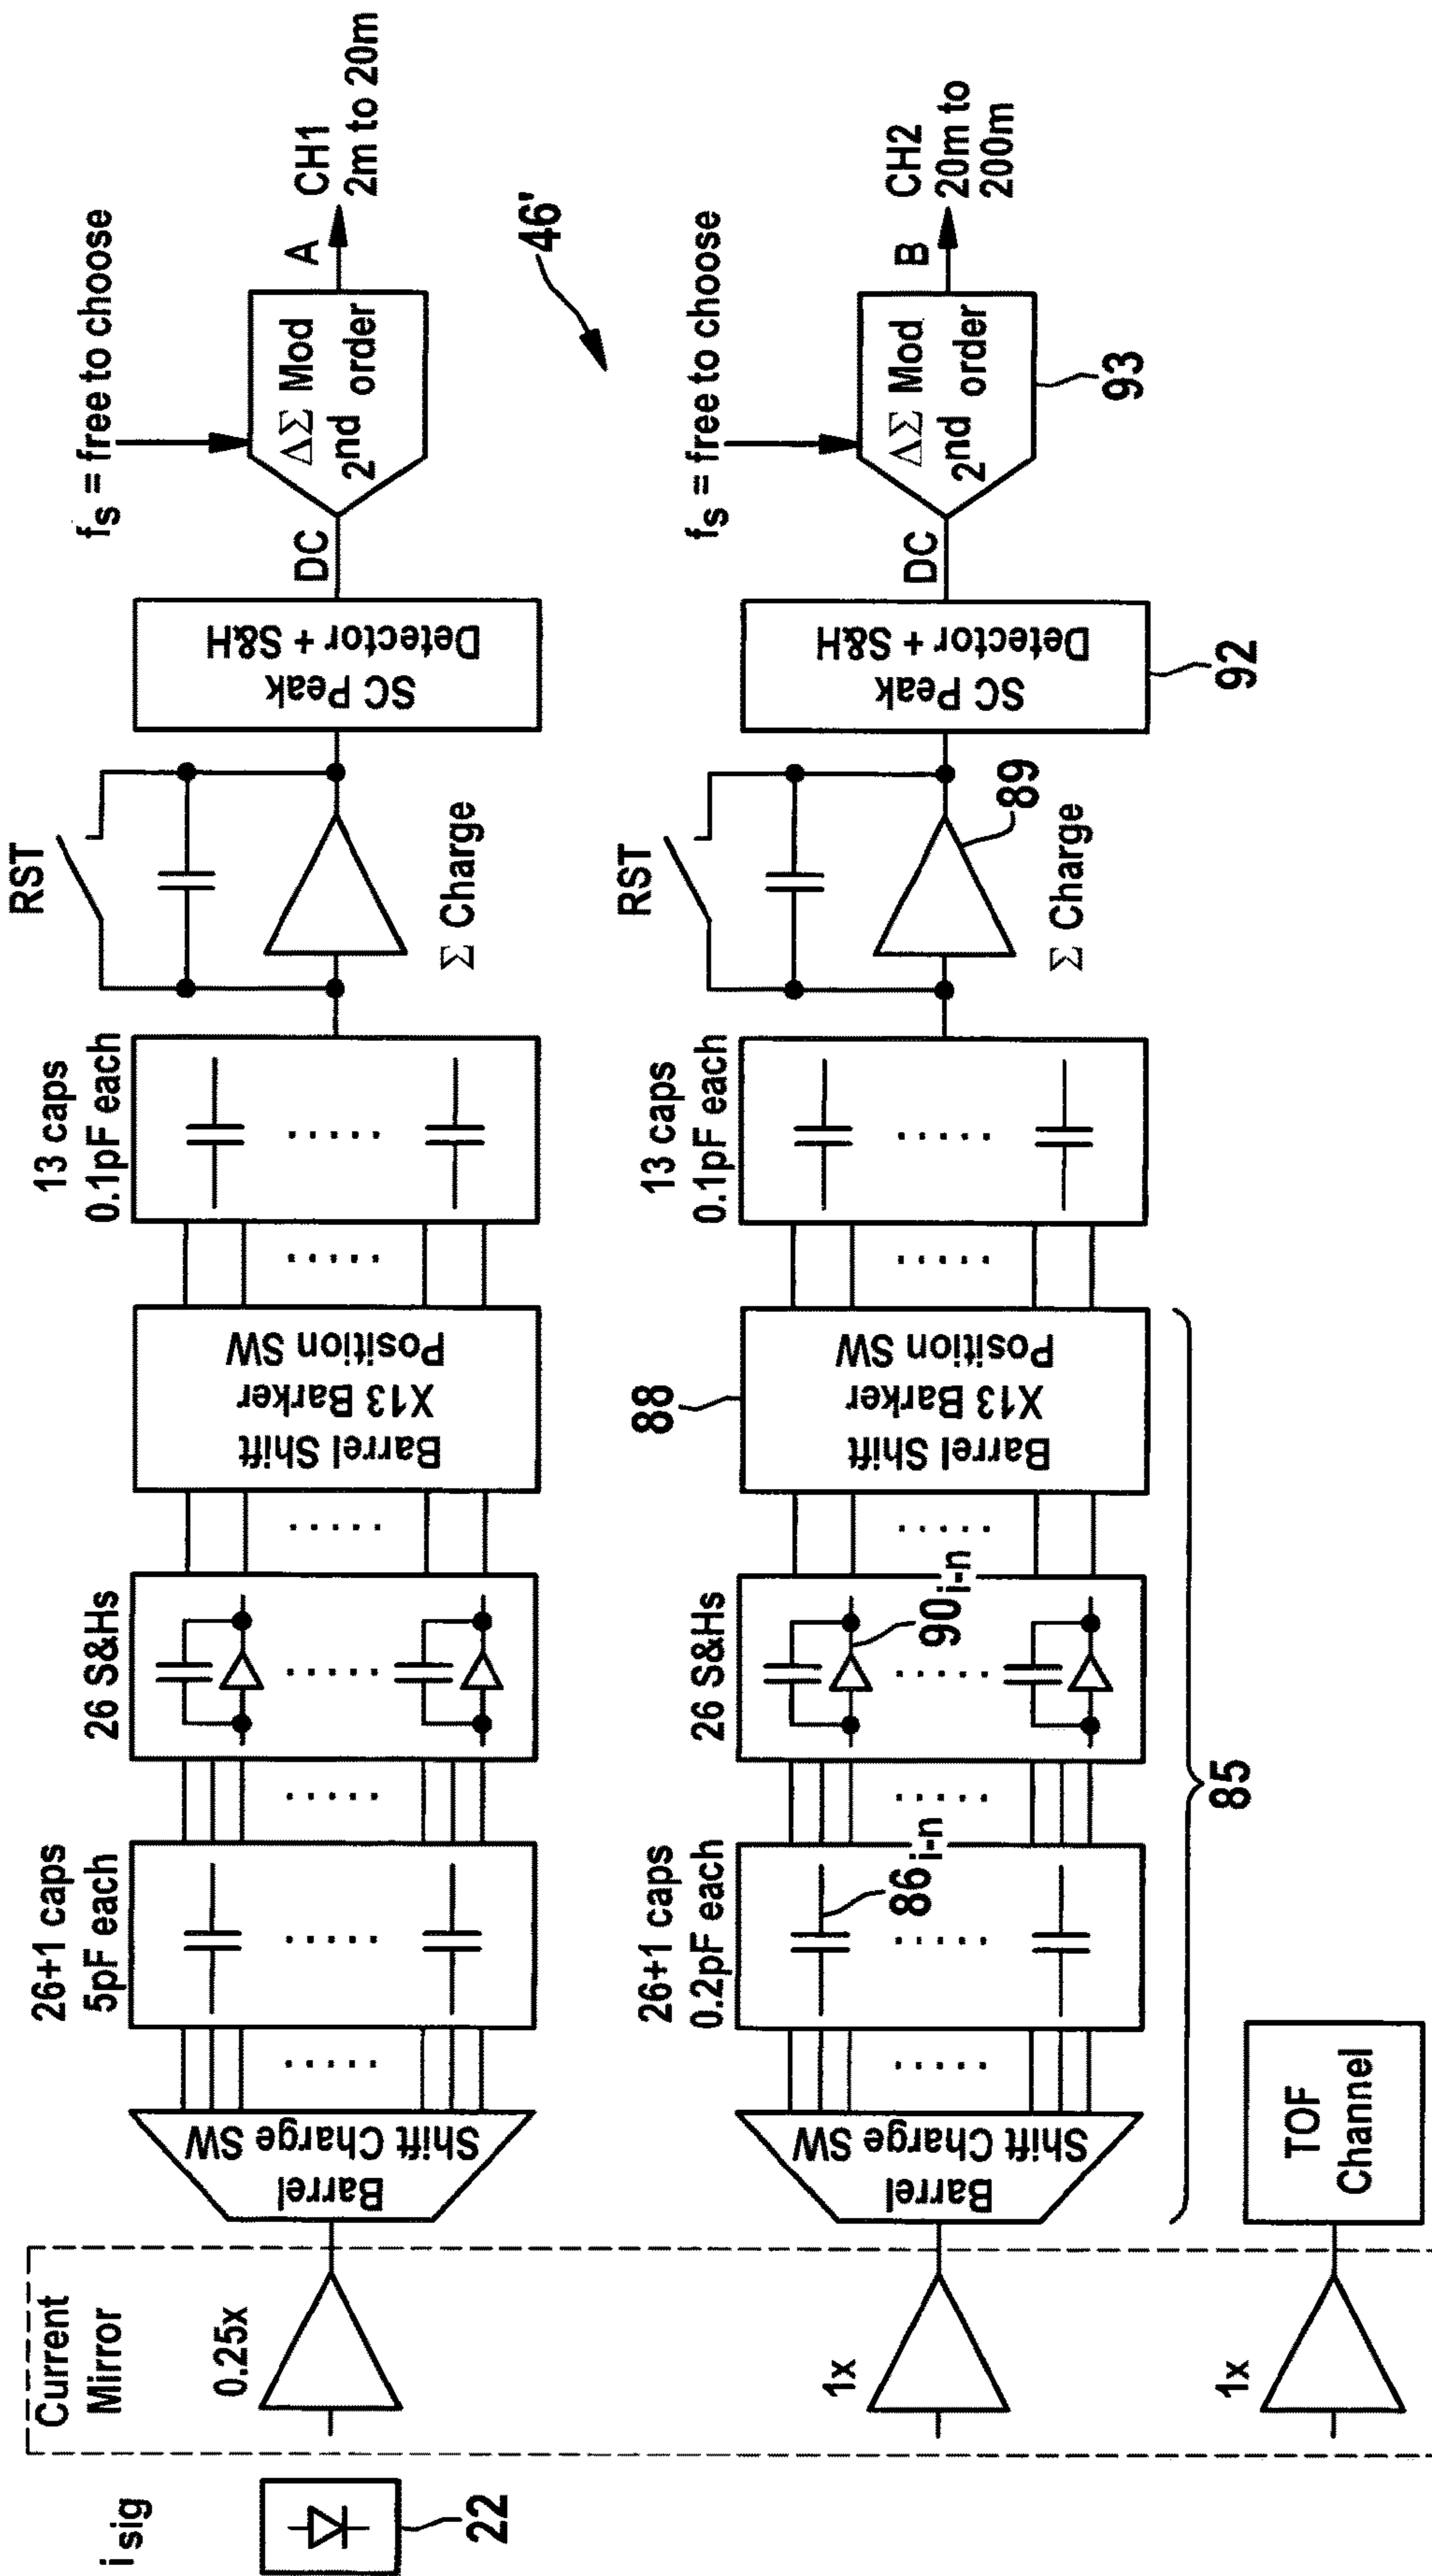 i sig
22
Current
Mirror
0.25x
1x
1x
Barrel
Shift Charge SW
26+1 caps
5pF each
26 S&Hs
Barrel Shift
X13 Barker
Position SW
13 caps
0.1pF each
RST
Σ Charge
SC Peak
Detector + S&H
DC
fs = free to choose
ΔΣ Mod
2nd order
A
CH1
2m to 20m
46'
Barrel
Shift Charge SW
26+1 caps
0.2pF each
86i-n
26 S&Hs
90i-n
88
Barrel Shift
X13 Barker
Position SW
13 caps
0.1pF each
RST
89
Σ Charge
SC Peak
Detector + S&H
92
DC
fs = free to choose
ΔΣ Mod
2nd order
93
B
CH2
20m to
200m
85
TOF
Channel